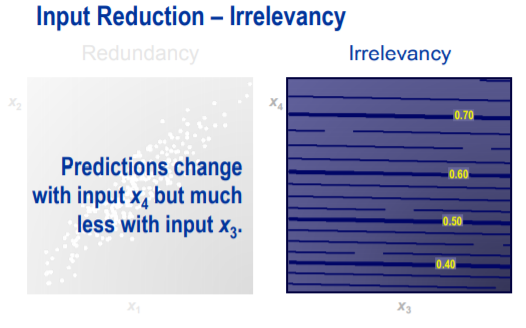 Input Reduction – Irrelevancy
Redundancy
Irrelevancy
x2
Predictions change
with input x4 but much
less with input x3.
x1
x4
0.70
0.60
0.50
0.40
x3